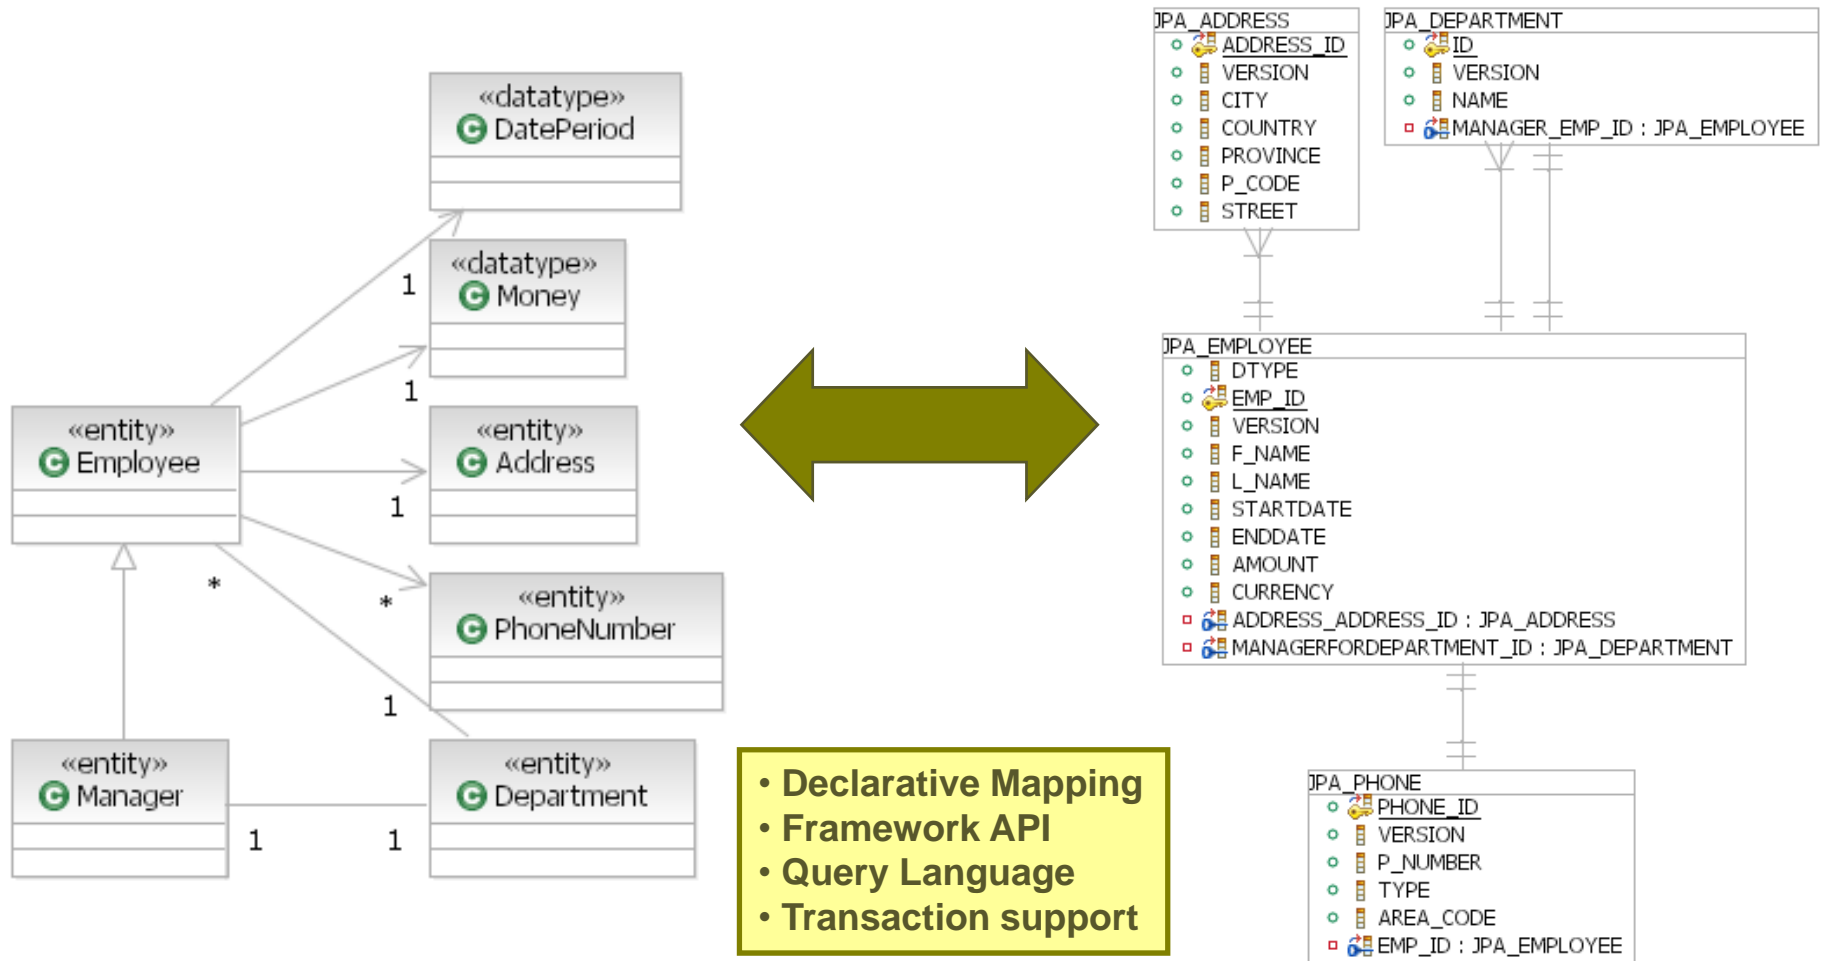 «datatype»
DatePeriod
1
«datatype»
Money
1
«entity»
Employee
«entity»
Address
1
*
*
«entity»
PhoneNumber
1
«entity»
Manager
1
1
«entity»
Department
• Declarative Mapping
• Framework API
• Query Language
• Transaction support
JPA_ADDRESS
ADDRESS_ID
VERSION
CITY
COUNTRY
PROVINCE
P_CODE
STREET
JPA_DEPARTMENT
ID
VERSION
NAME
MANAGER_EMP_ID : JPA_EMPLOYEE
JPA_EMPLOYEE
DTYPE
EMP_ID
VERSION
F_NAME
L_NAME
STARTDATE
ENDDATE
AMOUNT
CURRENCY
ADDRESS_ADDRESS_ID : JPA_ADDRESS
MANAGERFORDEPARTMENT_ID : JPA_DEPARTMENT
JPA_PHONE
PHONE_ID
VERSION
P_NUMBER
TYPE
AREA_CODE
EMP_ID : JPA_EMPLOYEE